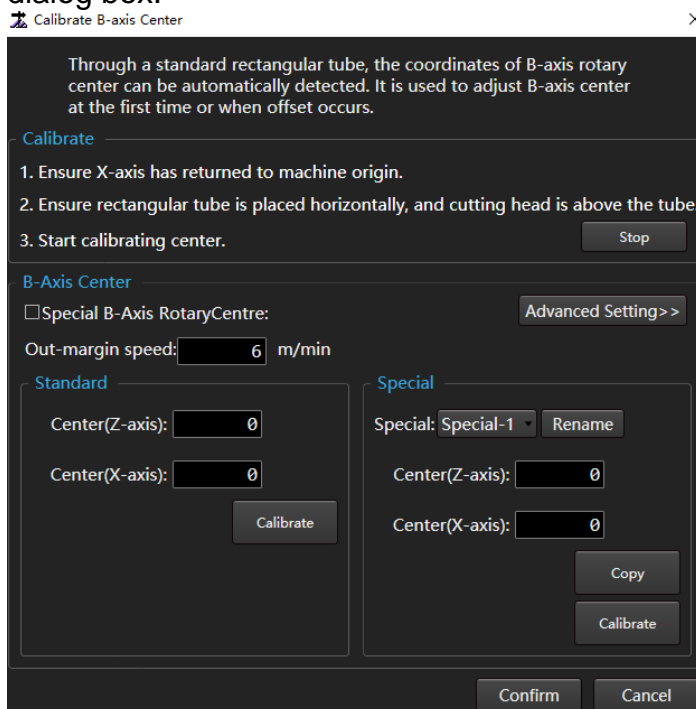 dialog box.
Calibrate B-axis Center
Through a standard rectangular tube, the coordinates of B-axis rotary
center can be automatically detected. It is used to adjust B-axis center
at the first time or when offset occurs.
Calibrate
1. Ensure X-axis has returned to machine origin.
2. Ensure rectangular tube is placed horizontally, and cutting head is above the tube.
3. Start calibrating center.
Stop
B-Axis Center
Special B-Axis RotaryCentre:
Advanced Setting>>
Out-margin speed: 6 m/min
Standard
Center(Z-axis): 0
Center(X-axis): 0
Calibrate
Special
Special: Special-1 Rename
Center(Z-axis): 0
Center(X-axis): 0
Copy
Calibrate
Confirm Cancel